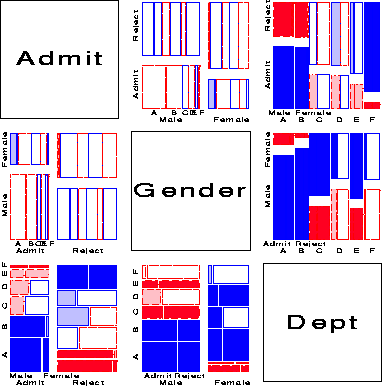 Admit
Reject
Admit
A B C D E F
Male Female
Reject
Admit
Male Female
A B C D E F
Female
Male
A B C D E F
Admit Reject
Gender
Female
Male
Admit Reject
A B C D E F
F
E
D
C
B
A
Male Female
Admit Reject
F
E
D
C
B
A
Admit Reject
Male Female
Dept